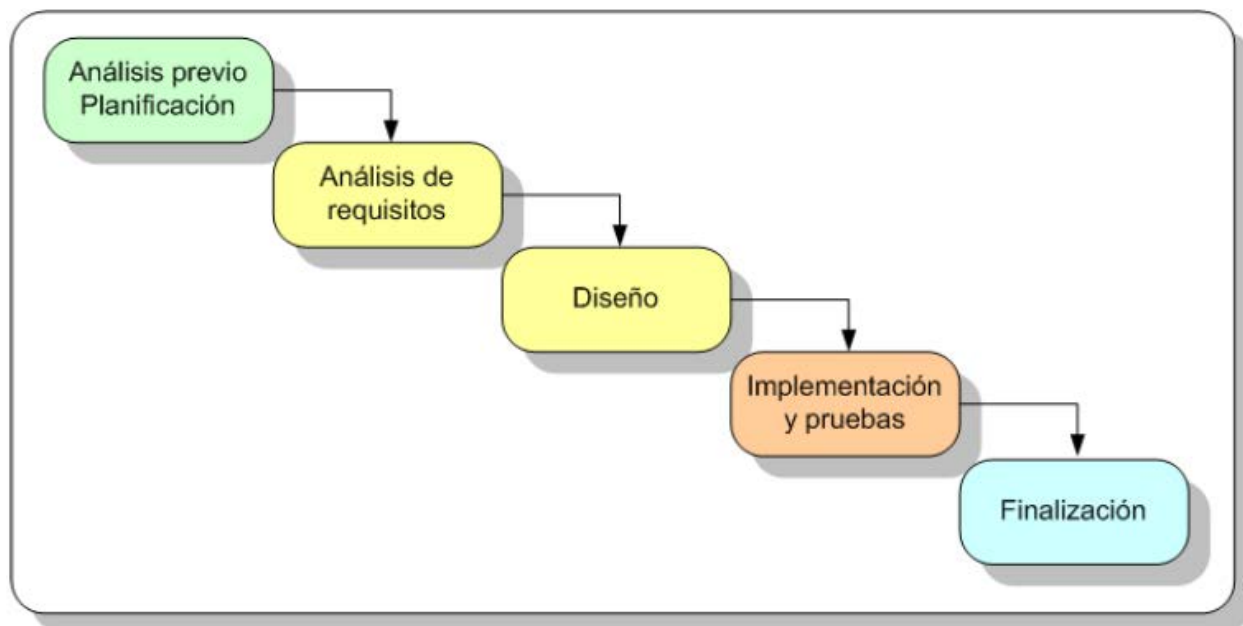 Análisis previo
Planificación
Análisis de
requisitos
Diseño
Implementación
y pruebas
Finalización